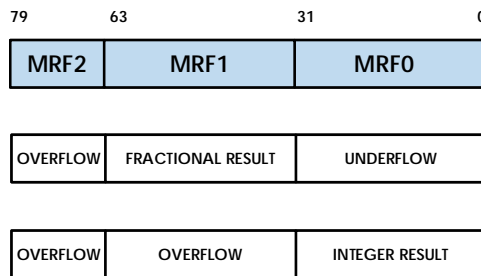 79 63 31 0
MRF2 MRF1 MRF0
OVERFLOW FRACTIONAL RESULT UNDERFLOW
OVERFLOW OVERFLOW INTEGER RESULT